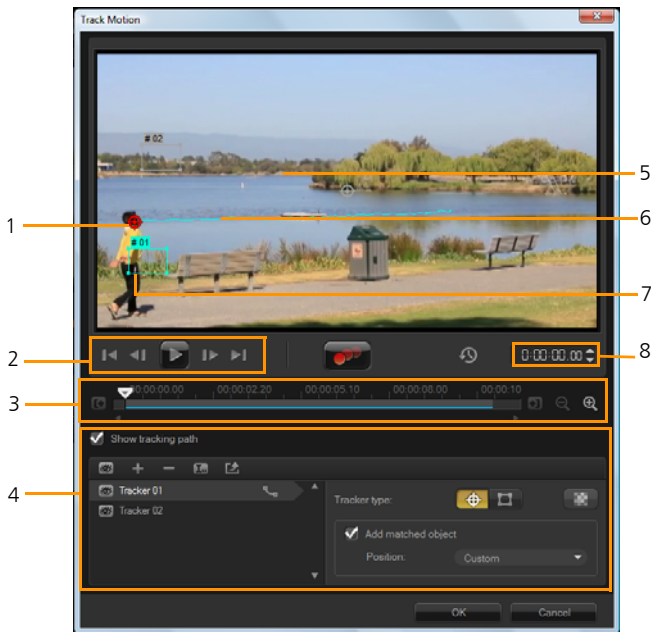 Track Motion
# 02
5
6
1
# 01
7
2
0:00:00.00
8
00:00:00.00 00:00:02.20 00:00:05.10 00:00:08.00 00:00:10
3
Show tracking path
4
Tracker 01
Tracker 02
Tracker type:
Add matched object
Position: Custom
OK Cancel